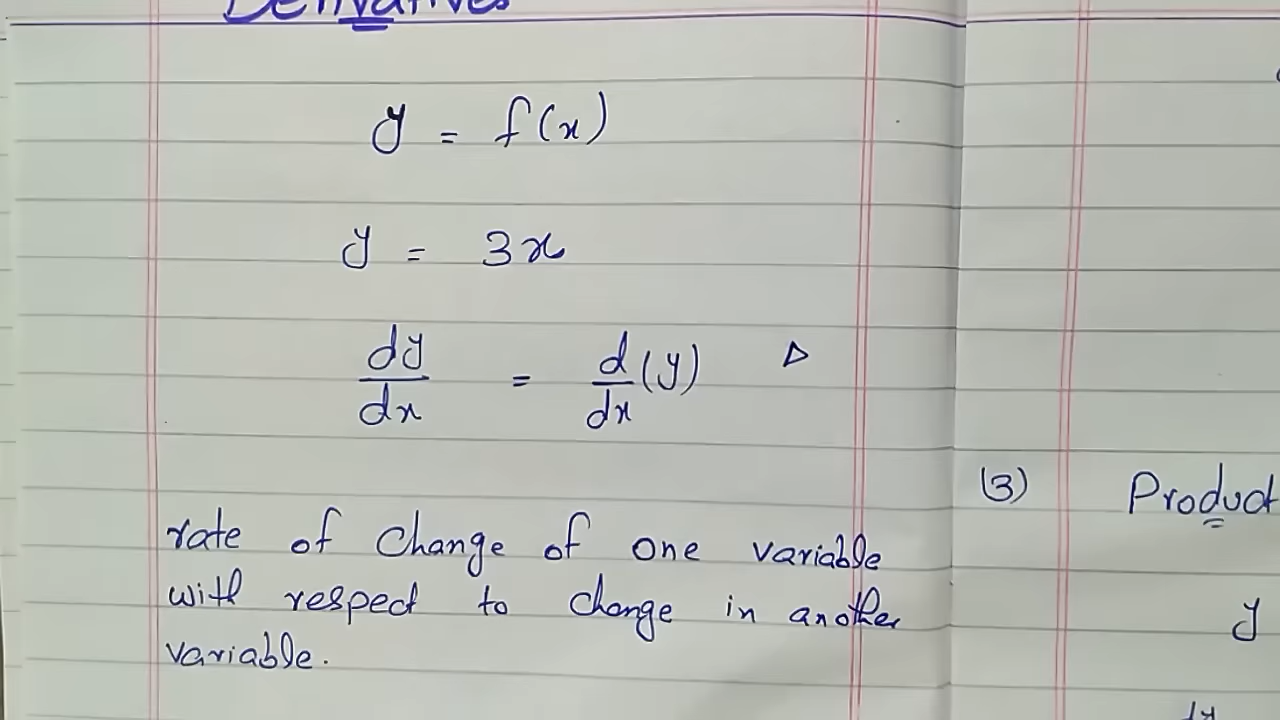 Derivatives
y = f(x)
y = 3x
dy/dx = d/dx (y) Δ
rate of change of one variable
with respect to change in another
variable.
(3) Product
y